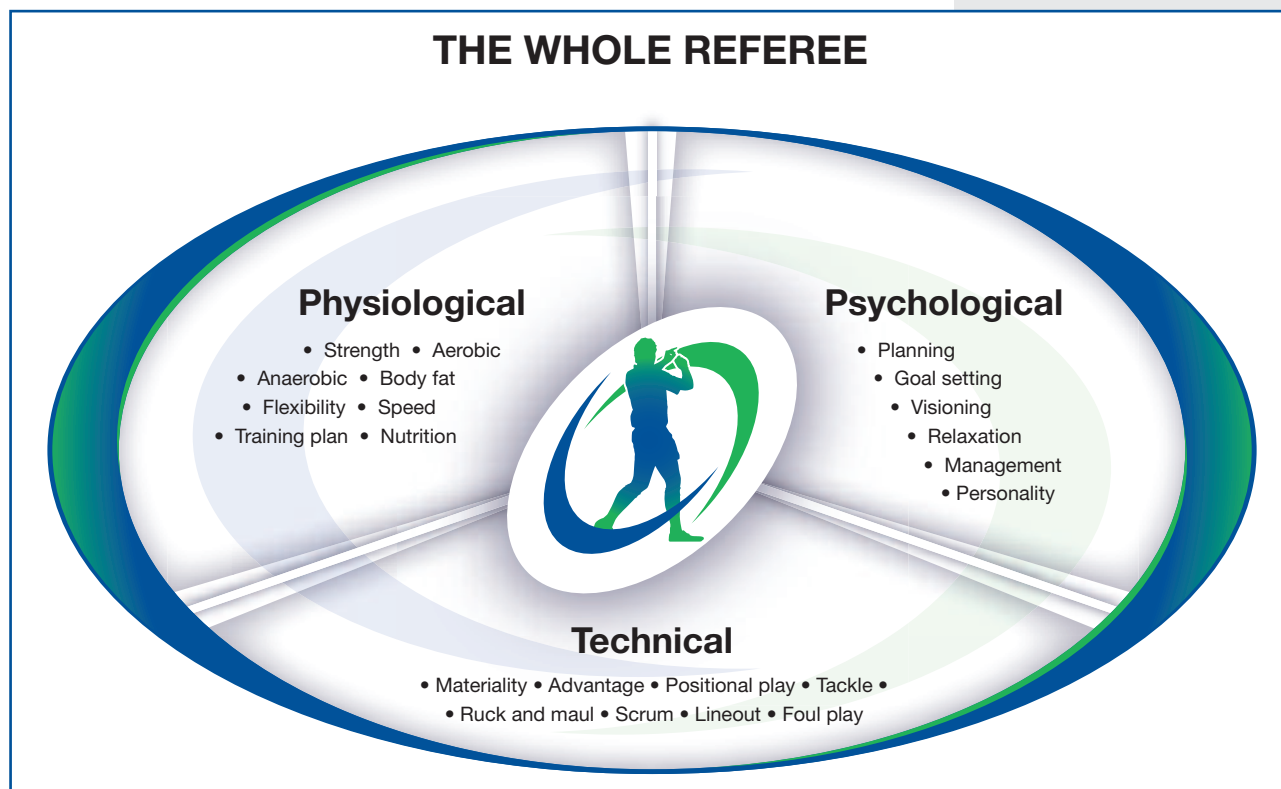 THE WHOLE REFEREE
Physiological
• Strength • Aerobic
• Anaerobic • Body fat
• Flexibility • Speed
• Training plan • Nutrition
Psychological
• Planning
• Goal setting
• Visioning
• Relaxation
• Management
• Personality
Technical
• Materiality • Advantage • Positional play • Tackle •
• Ruck and maul • Scrum • Lineout • Foul play